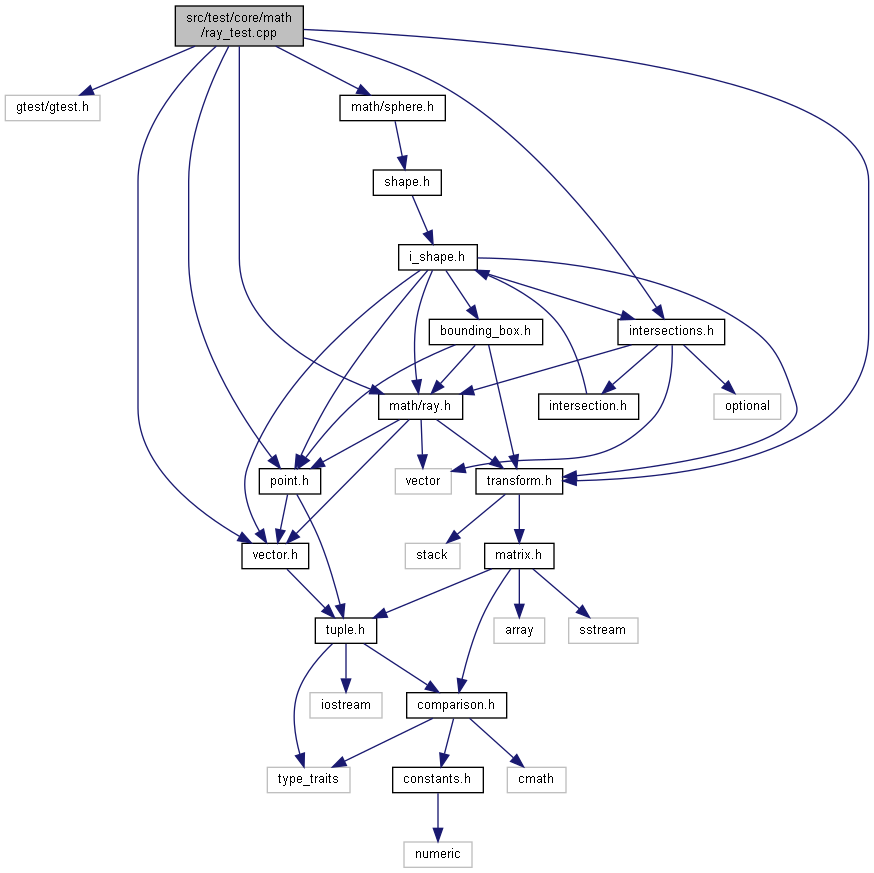 src/test/core/math
/ray_test.cpp
gtest/gtest.h
math/sphere.h
shape.h
i_shape.h
bounding_box.h
intersections.h
math/ray.h
intersection.h
optional
point.h
vector
transform.h
vector.h
stack
matrix.h
tuple.h
array
sstream
iostream
comparison.h
type_traits
constants.h
cmath
numeric